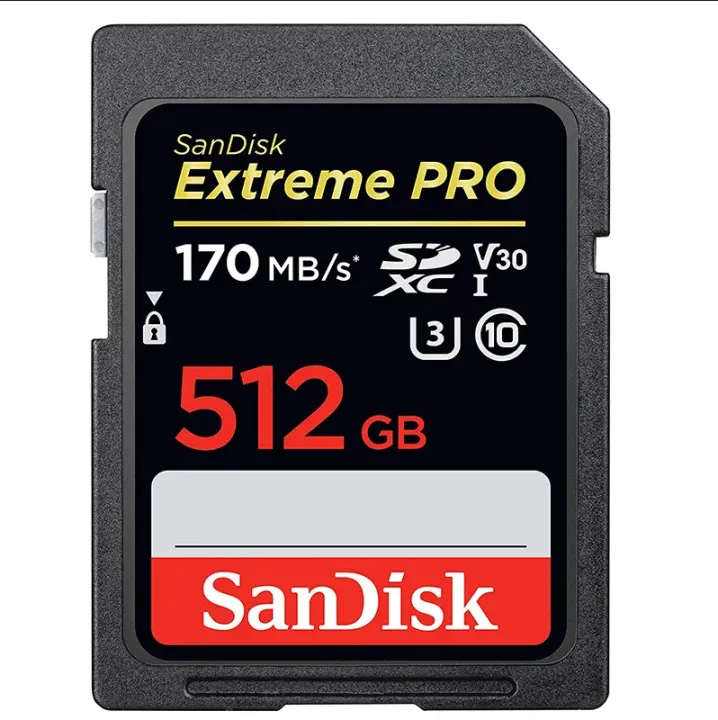 SanDisk
Extreme PRO
170 MB/s* SD XC V30 I
3 10
512 GB
SanDisk